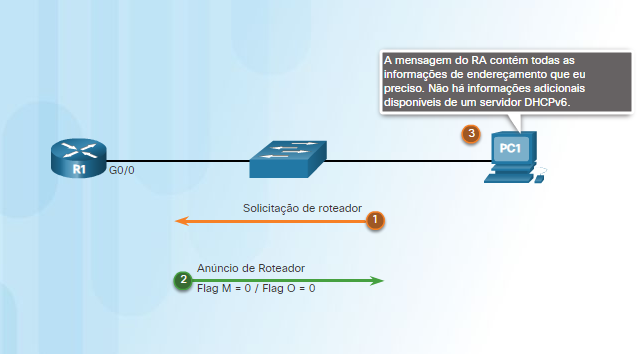 A mensagem do RA contém todas as
informações de endereçamento que eu
preciso. Não há informações adicionais
disponíveis de um servidor DHCPv6.
3
PC1
R1
G0/0
Solicitação de roteador
1
Anúncio de Roteador
2
Flag M = 0 / Flag O = 0